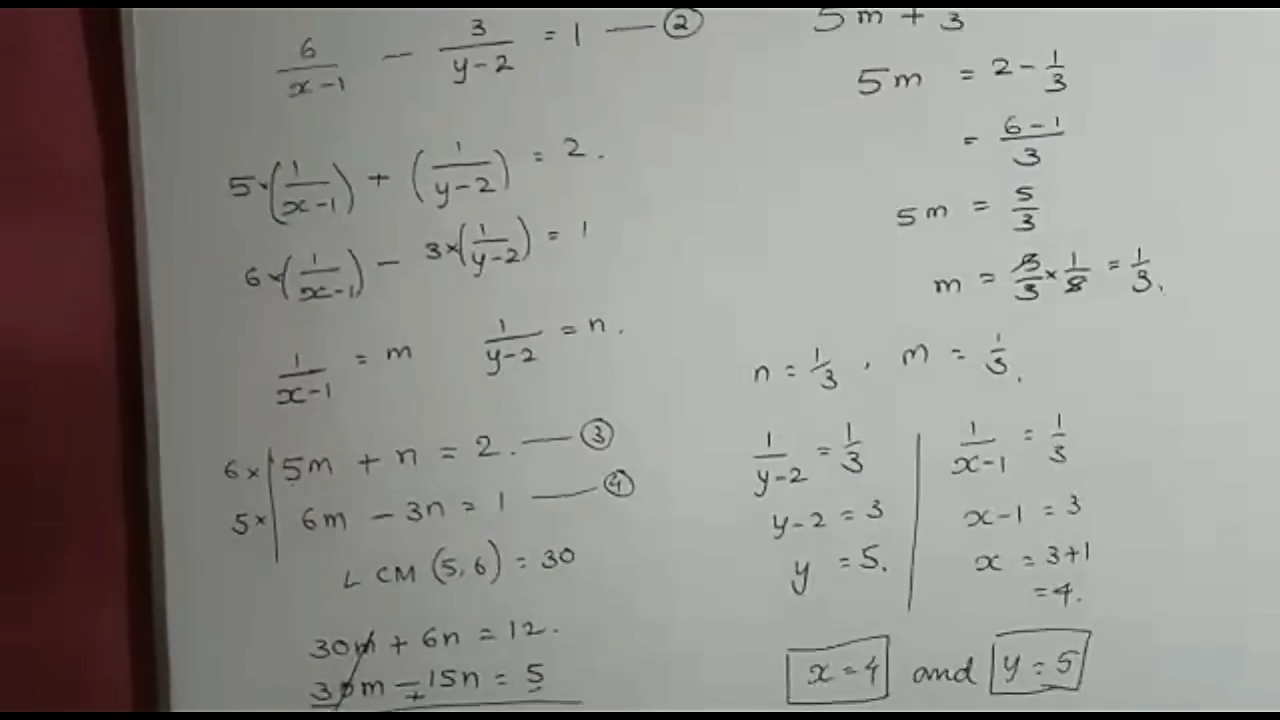 6/(x-1) - 3/(y-2) = 1 — ②
5×(1/(x-1)) + (1/(y-2)) = 2.
6×(1/(x-1)) - 3×(1/(y-2)) = 1
1/(x-1) = m 1/(y-2) = n.
6× | 5m + n = 2. — ③
5× | 6m - 3n = 1 — ④
LCM (5,6) = 30
30m + 6n = 12.
30m - 15n = 5
5m + 3
5m = 2 - 1/3
= (6-1)/3
5m = 5/3
m = 5/3 × 1/5 = 1/3.
n = 1/3, m = 1/3.
1/(y-2) = 1/3
y-2 = 3
y = 5.
1/(x-1) = 1/3
x-1 = 3
x = 3+1
= 4.
x = 4 and y = 5